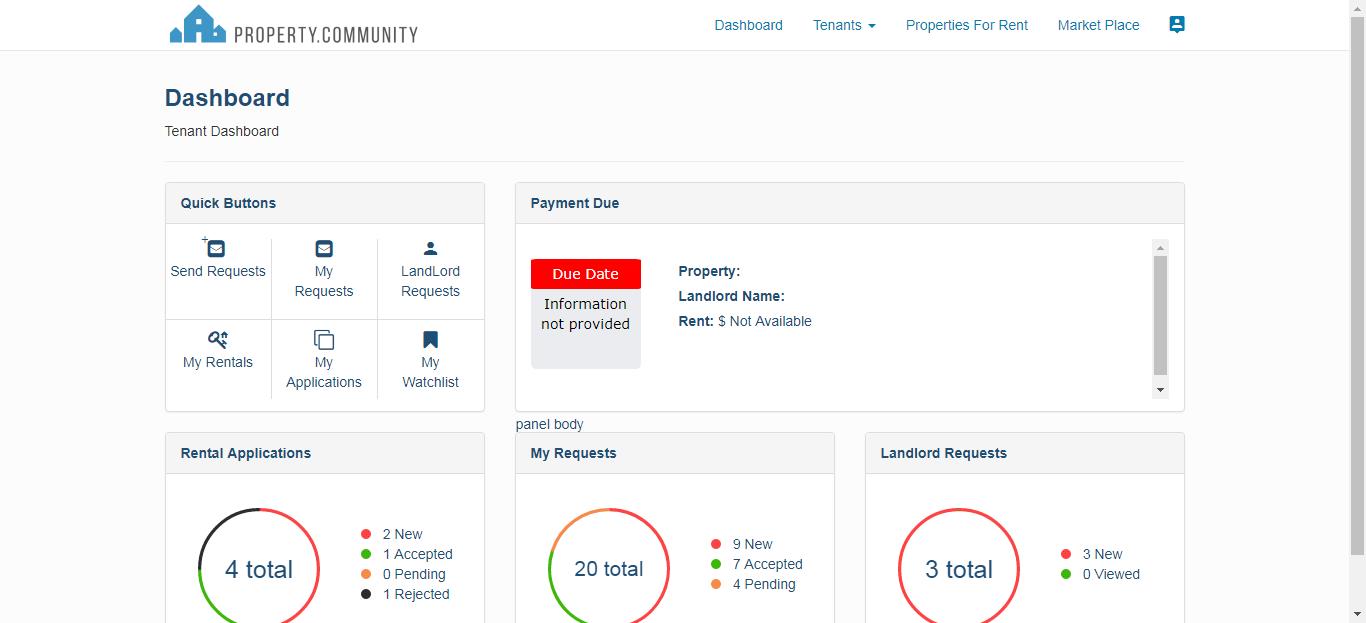 PROPERTY.COMMUNITY
Dashboard
Tenants
Properties For Rent
Market Place
Dashboard
Tenant Dashboard
Quick Buttons
Send Requests
My
Requests
LandLord
Requests
My Rentals
My
Applications
My
Watchlist
Payment Due
Due Date
Information
not provided
Property:
Landlord Name:
Rent: $ Not Available
panel body
Rental Applications
4 total
2 New
1 Accepted
0 Pending
1 Rejected
My Requests
20 total
9 New
7 Accepted
4 Pending
Landlord Requests
3 total
3 New
0 Viewed